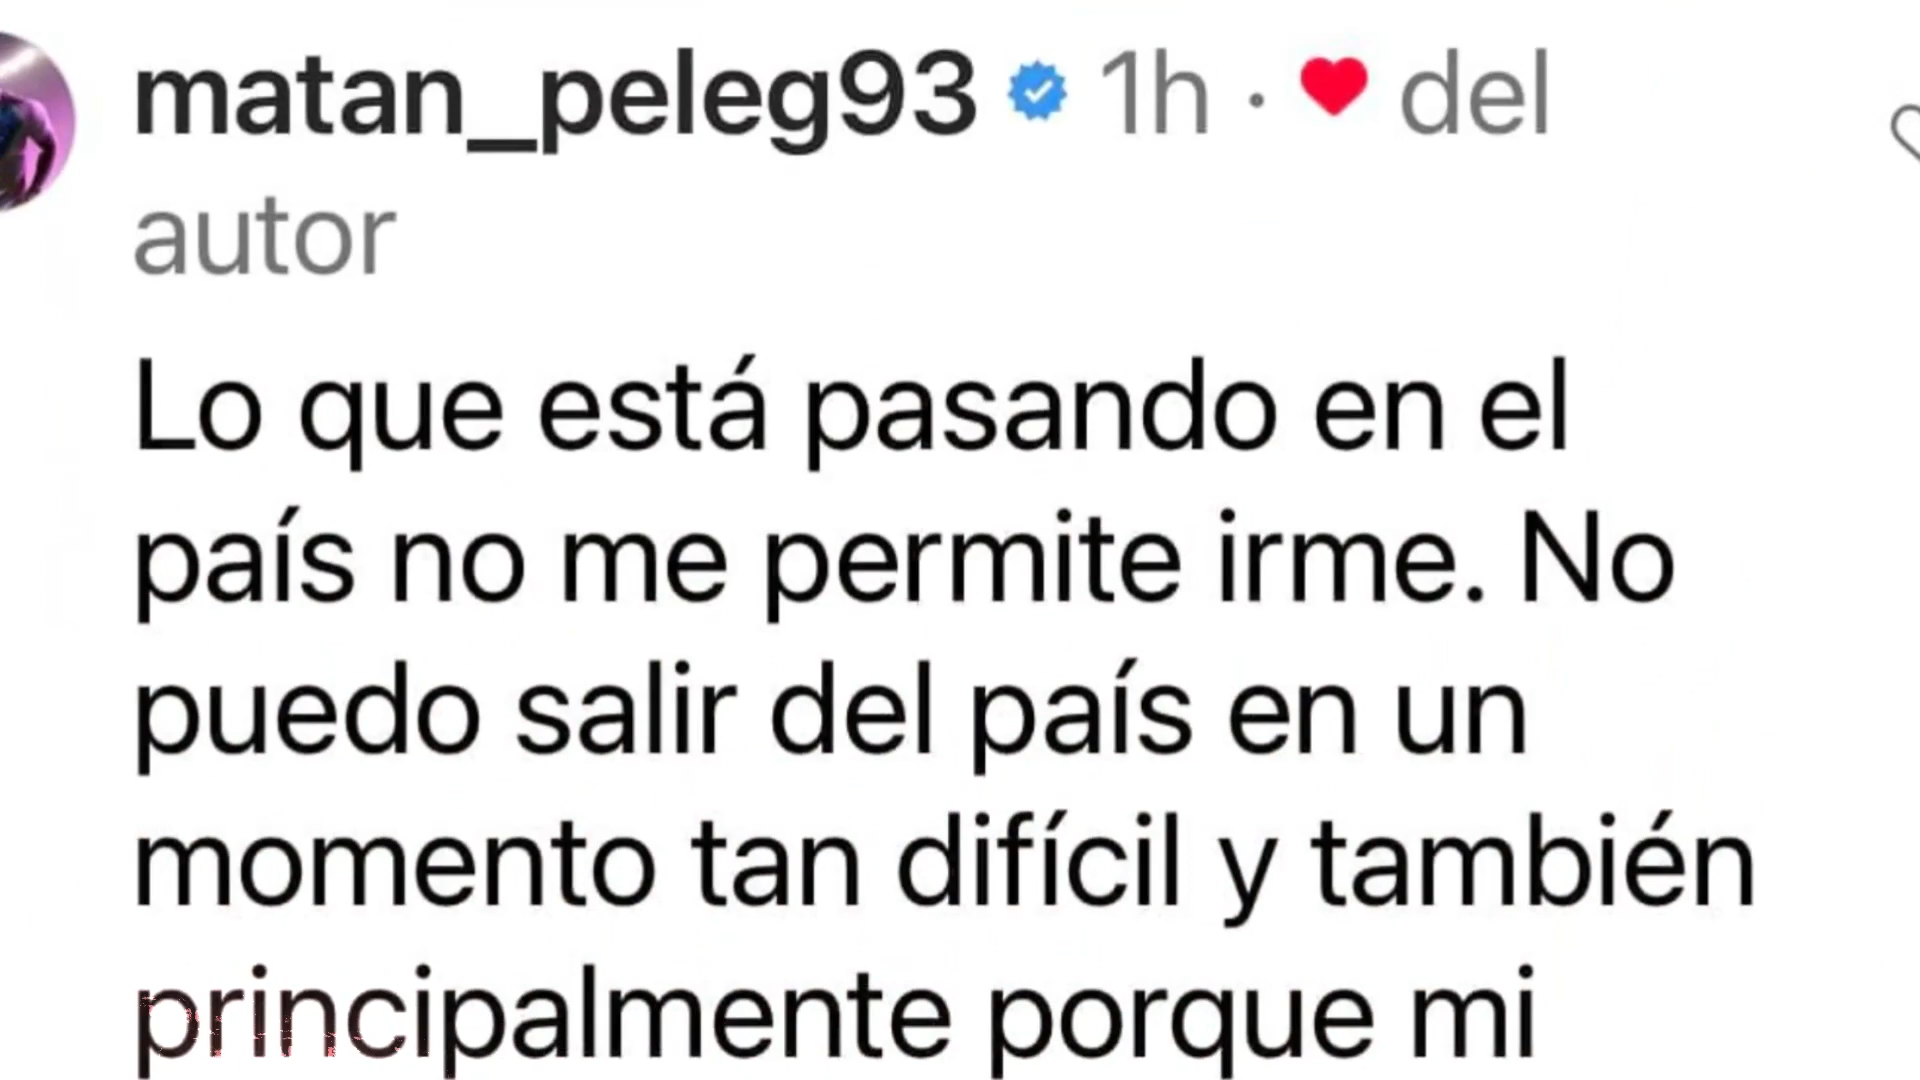 matan_peleg93 1h · ❤ del
autor
Lo que está pasando en el
país no me permite irme. No
puedo salir del país en un
momento tan difícil y también
principalmente porque mi